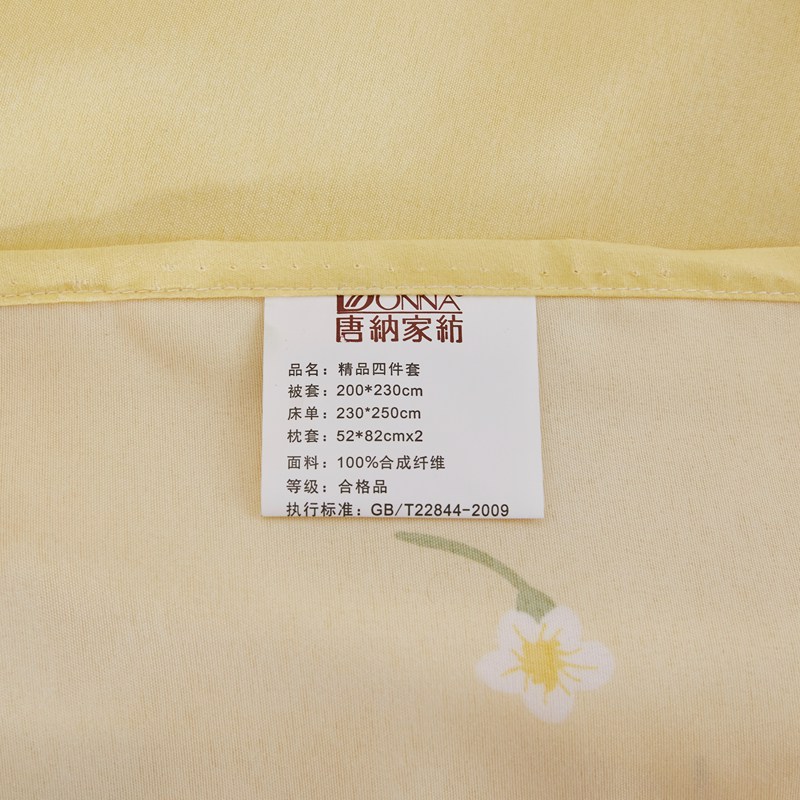 DONNA
唐納家紡
品名：精品四件套
被套：200*230cm
床单：230*250cm
枕套：52*82cmx2
面料：100%合成纤维
等级：合格品
执行标准：GB/T22844-2009